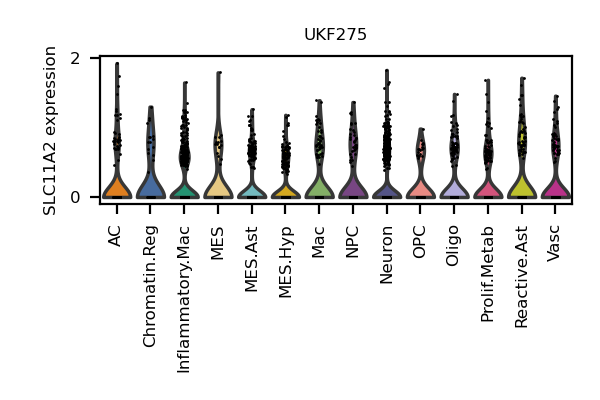 UKF275
SLC11A2 expression
2
0
AC
Chromatin.Reg
Inflammatory.Mac
MES
MES.Ast
MES.Hyp
Mac
NPC
Neuron
OPC
Oligo
Prolif.Metab
Reactive.Ast
Vasc